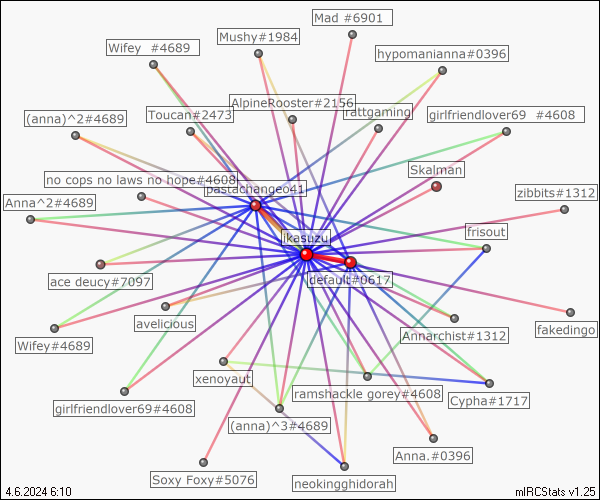 Mad #6901
Mushy#1984
Wifey  #4689
hypomanianna#0396
AlpineRooster#2156
Toucan#2473
rattgaming
girlfriendlover69  #4608
(anna)^2#4689
Skalman
no cops no laws no hope#4608
pastachange041
zibbits#1312
Anna^2#4689
frisout
ikasuzu
ace deucy#7097
default#0617
avelicious
Annarchist#1312
fakedingo
Wifey#4689
xenoyaut
ramshackle gorey#4608
Cypha#1717
girlfriendlover69#4608
(anna)^3#4689
Anna.#0396
Soxy Foxy#5076
neokingghidorah
4.6.2024 6:10
mIRCStats v1.25